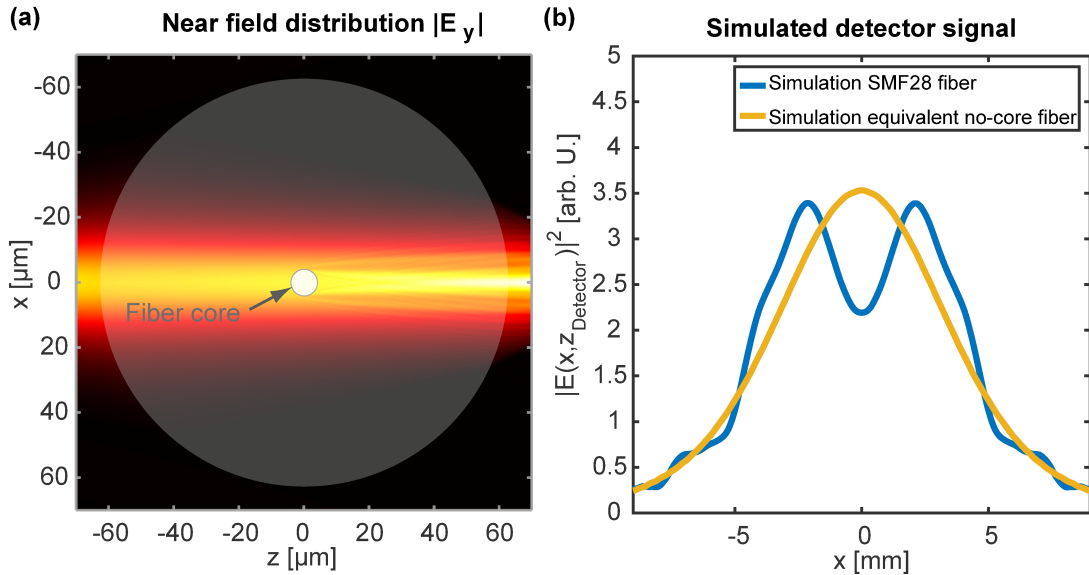 (a)
Near field distribution |E y|
-60
-40
-20
0
20
40
60
x [µm]
Fiber core
-60 -40 -20 0 20 40 60
z [µm]
(b)
Simulated detector signal
5
4.5
4
3.5
3
2.5
2
1.5
1
0.5
0
|E(x,zDetector)|2 [arb. U.]
Simulation SMF28 fiber
Simulation equivalent no-core fiber
-5 0 5
x [mm]